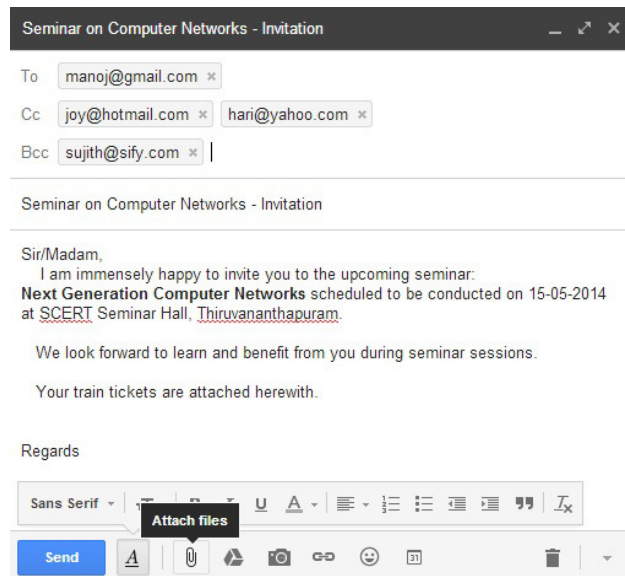 Seminar on Computer Networks - Invitation
To manoj@gmail.com ×
Cc joy@hotmail.com × hari@yahoo.com ×
Bcc sujith@sify.com ×
Seminar on Computer Networks - Invitation
Sir/Madam,
I am immensely happy to invite you to the upcoming seminar:
Next Generation Computer Networks scheduled to be conducted on 15-05-2014
at SCERT Seminar Hall, Thiruvananthapuram.
We look forward to learn and benefit from you during seminar sessions.
Your train tickets are attached herewith.
Regards
Sans Serif U A
Attach files
Send A 31